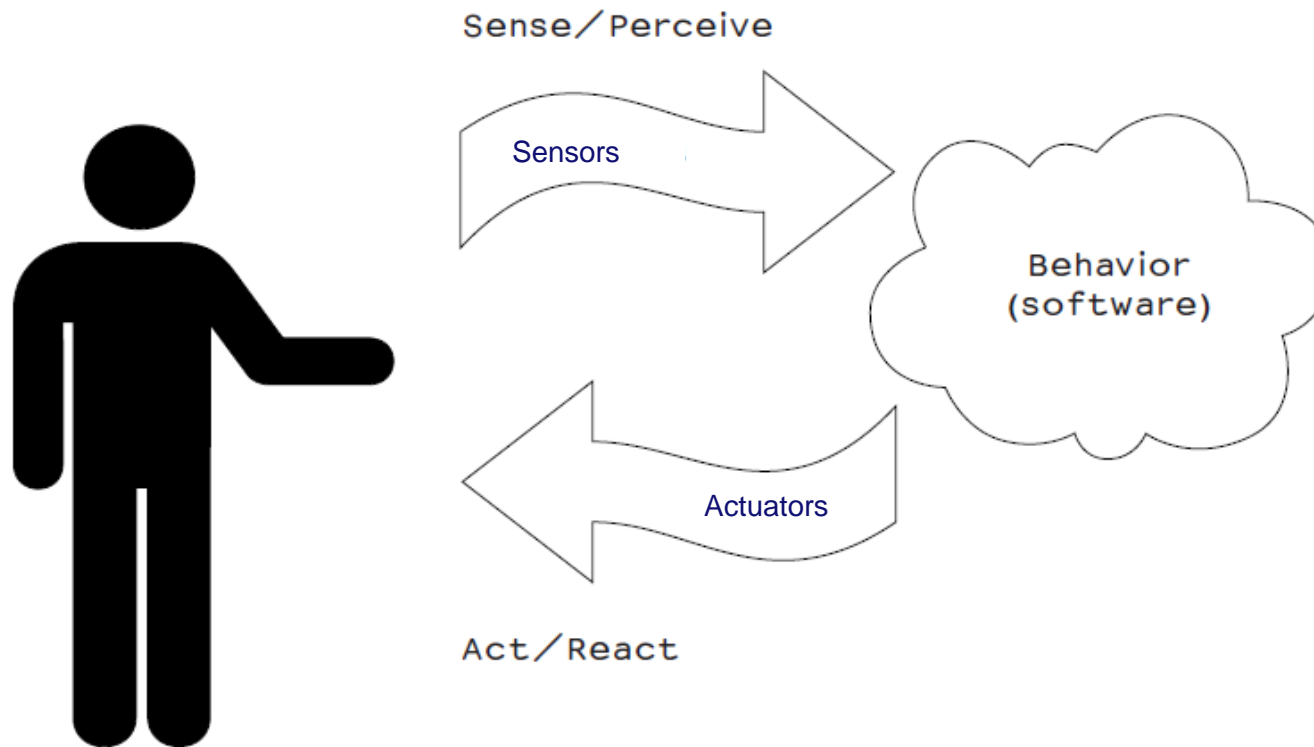 Sense/Perceive
Sensors
Behavior
(software)
Actuators
Act/React